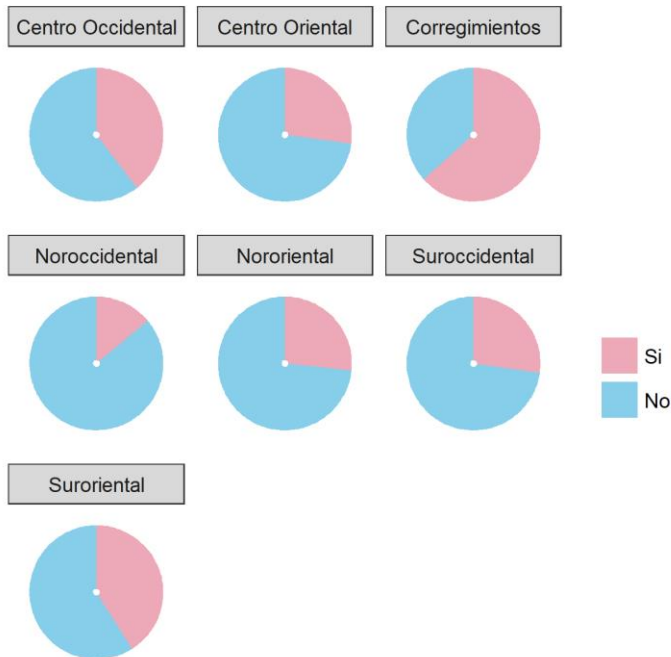 Centro Occidental
Centro Oriental
Corregimientos
Noroccidental
Nororiental
Suroccidental
Si
No
Suroriental